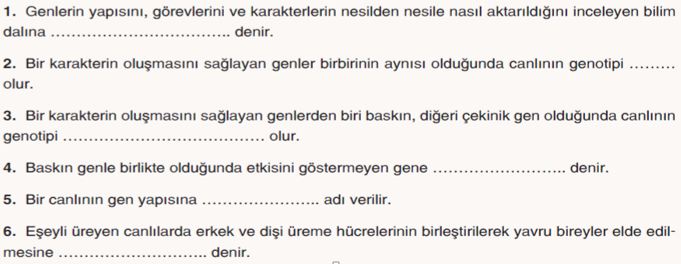 1. Genlerin yapısını, görevlerini ve karakterlerin nesilden nesile nasıl aktarıldığını inceleyen bilim
dalına ……………………………….. denir.
2. Bir karakterin oluşmasını sağlayan genler birbirinin aynısı olduğunda canlının genotipi ………
olur.
3. Bir karakterin oluşmasını sağlayan genlerden biri baskın, diğeri çekinik gen olduğunda canlının
genotipi ………………………………… olur.
4. Baskın genle birlikte olduğunda etkisini göstermeyen gene …………………….. denir.
5. Bir canlının gen yapısına ………………….. adı verilir.
6. Eşeyli üreyen canlılarda erkek ve dişi üreme hücrelerinin birleştirilerek yavru bireyler elde edil-
mesine ……………………….. denir.